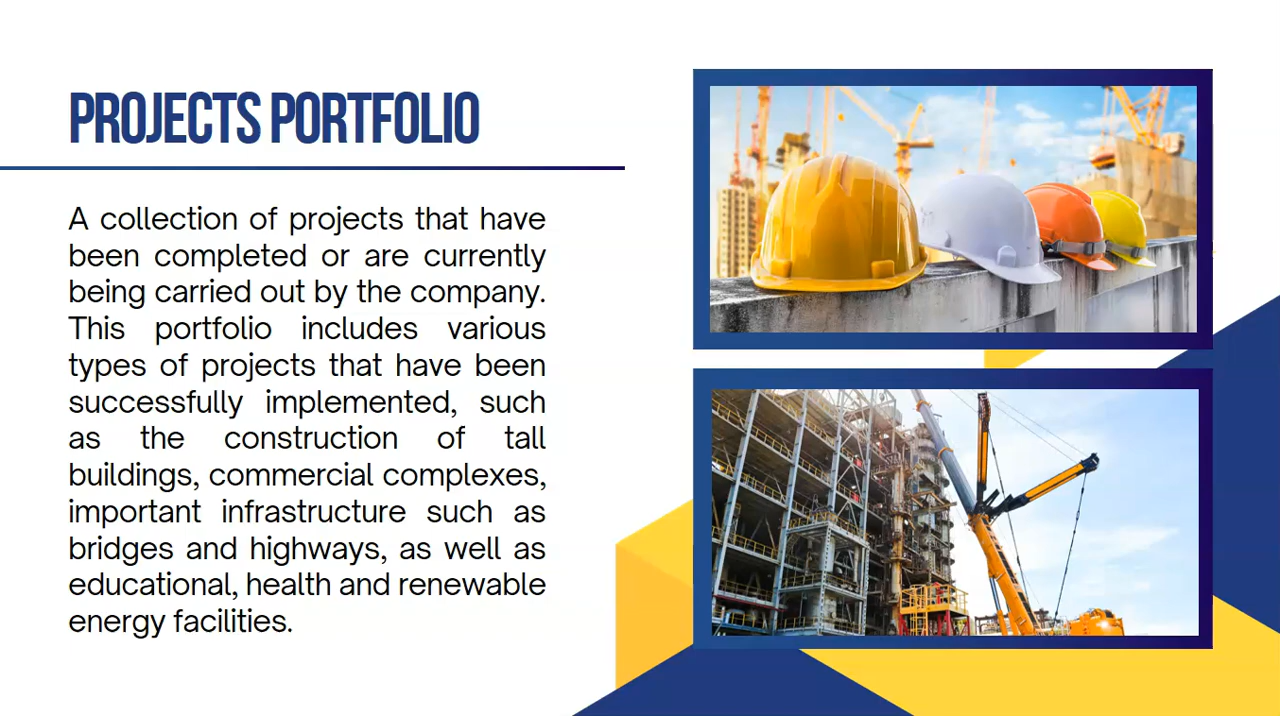 PROJECTS PORTFOLIO
A collection of projects that have
been completed or are currently
being carried out by the company.
This portfolio includes various
types of projects that have been
successfully implemented, such
as the construction of tall
buildings, commercial complexes,
important infrastructure such as
bridges and highways, as well as
educational, health and renewable
energy facilities.